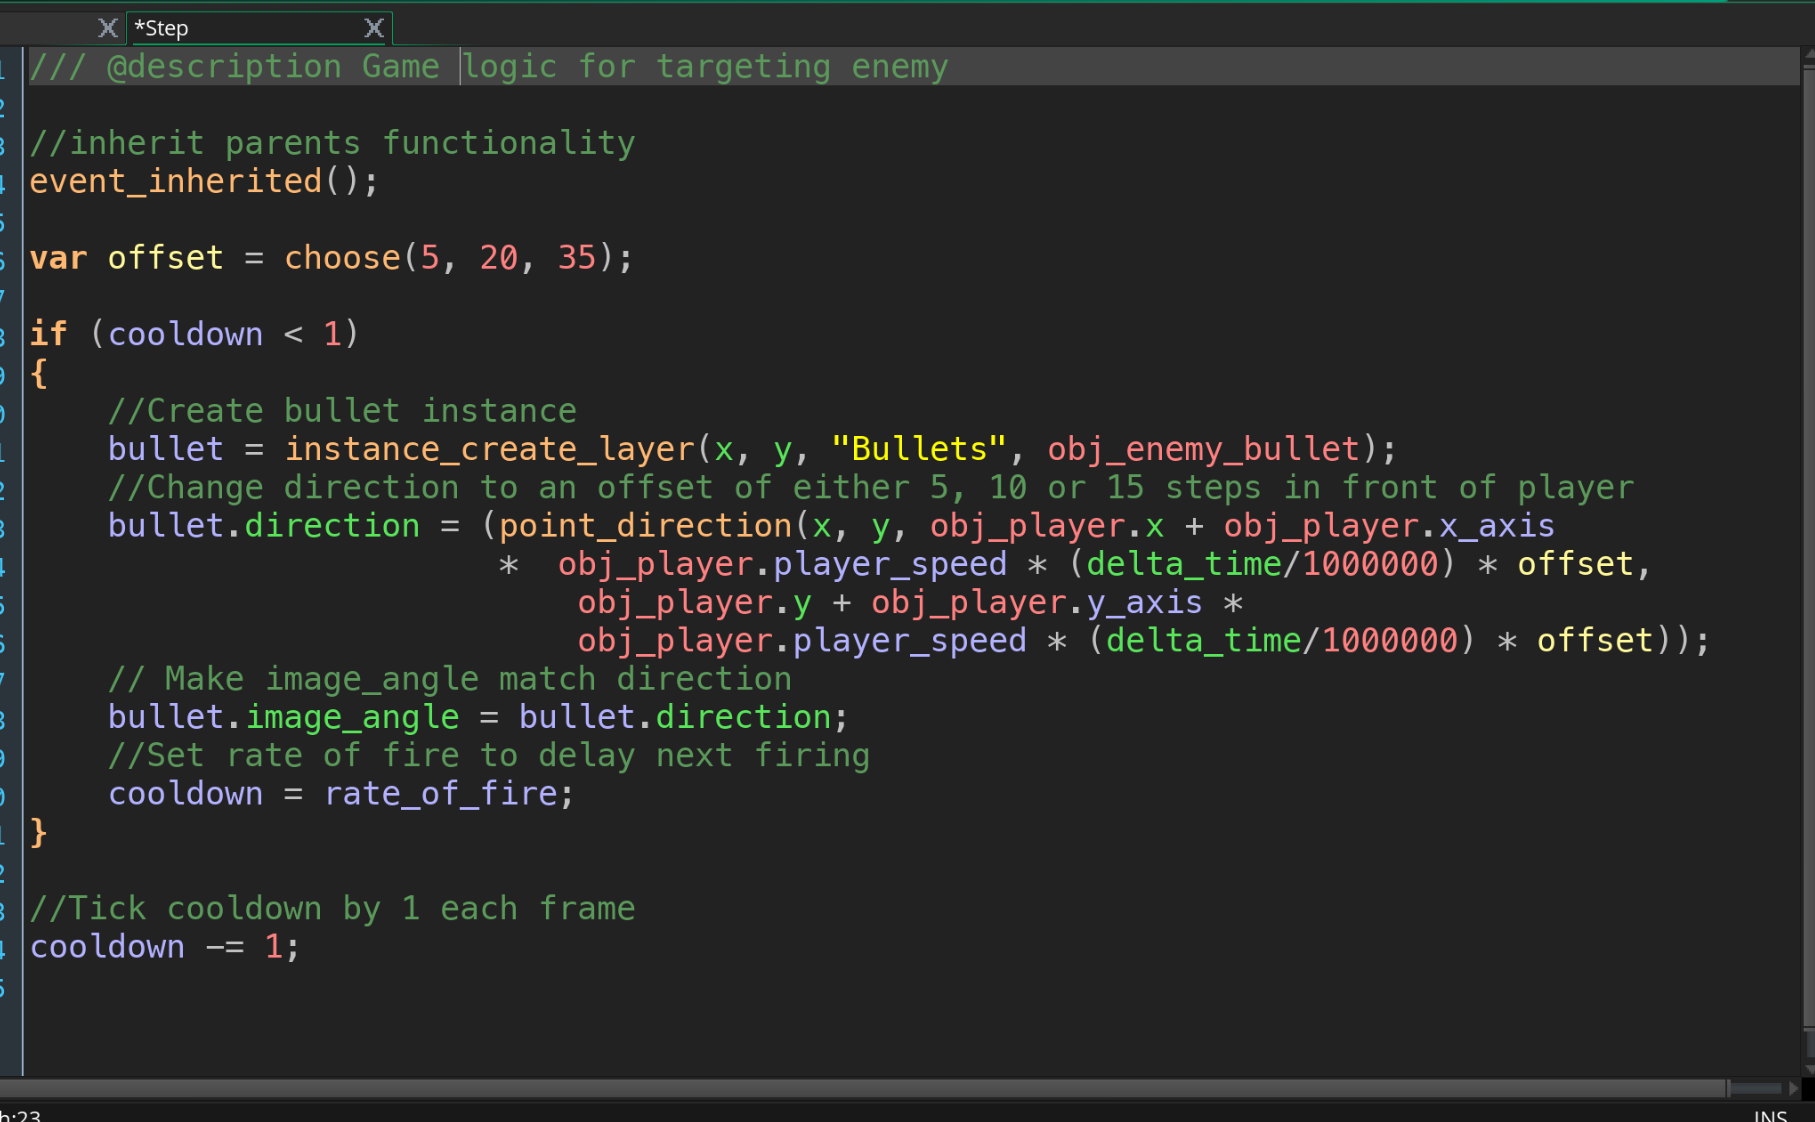 *Step
/// @description Game logic for targeting enemy
//inherit parents functionality
event_inherited();
var offset = choose(5, 20, 35);
if (cooldown < 1)
{
//Create bullet instance
bullet = instance_create_layer(x, y, "Bullets", obj_enemy_bullet);
//Change direction to an offset of either 5, 10 or 15 steps in front of player
bullet.direction = (point_direction(x, y, obj_player.x + obj_player.x_axis
*  obj_player.player_speed * (delta_time/1000000) * offset,
obj_player.y + obj_player.y_axis *
obj_player.player_speed * (delta_time/1000000) * offset));
// Make image_angle match direction
bullet.image_angle = bullet.direction;
//Set rate of fire to delay next firing
cooldown = rate_of_fire;
}
//Tick cooldown by 1 each frame
cooldown -= 1;
h:23
INS